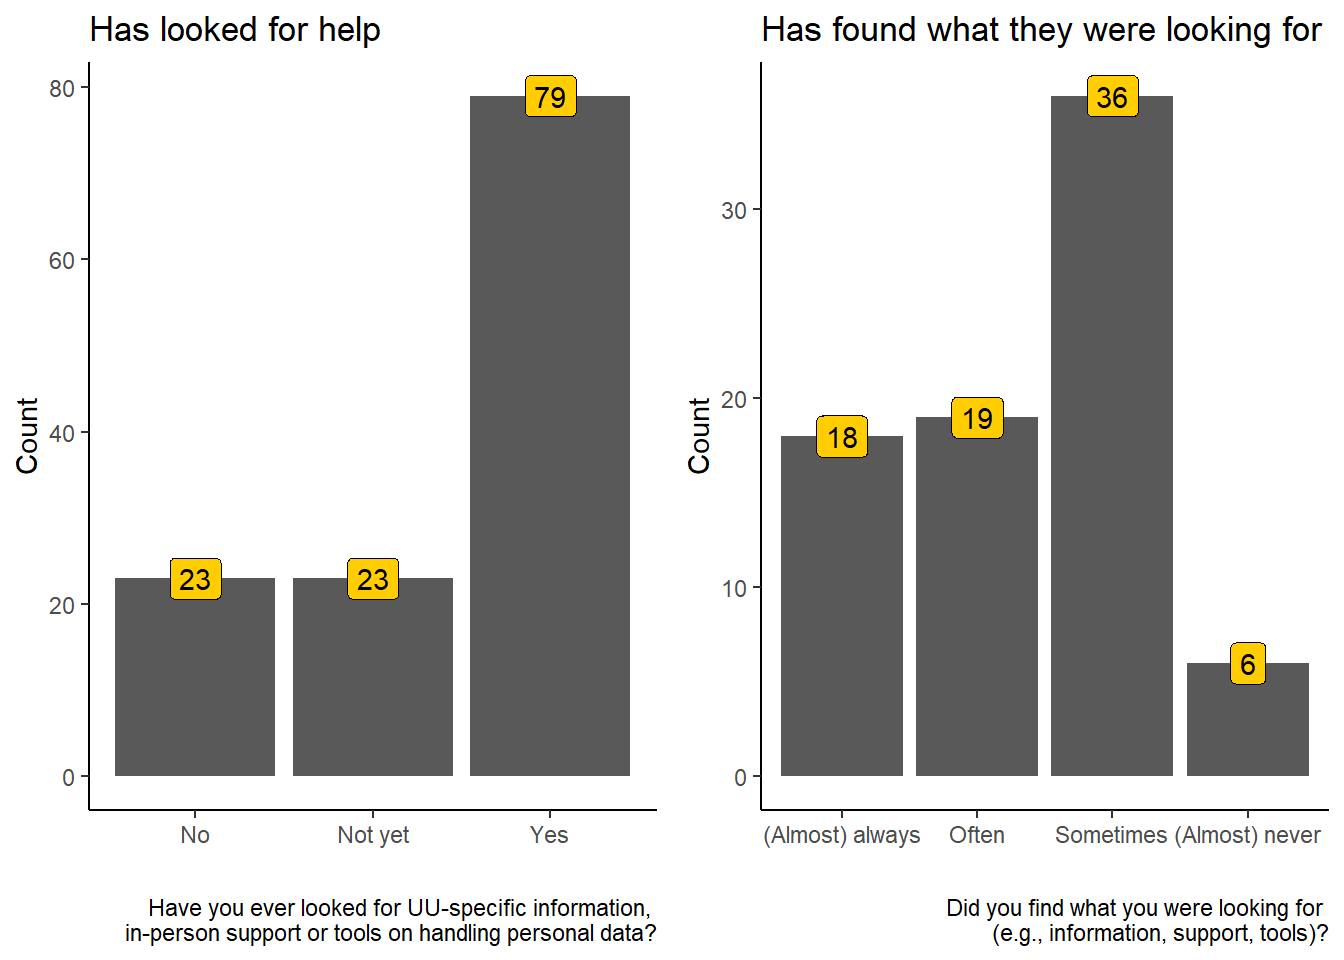 Has looked for help
Count
80
60
40
20
0
23
23
79
No
Not yet
Yes
Have you ever looked for UU-specific information,
in-person support or tools on handling personal data?
Has found what they were looking for
Count
30
20
10
0
18
19
36
6
(Almost) always
Often
Sometimes
(Almost) never
Did you find what you were looking for
(e.g., information, support, tools)?